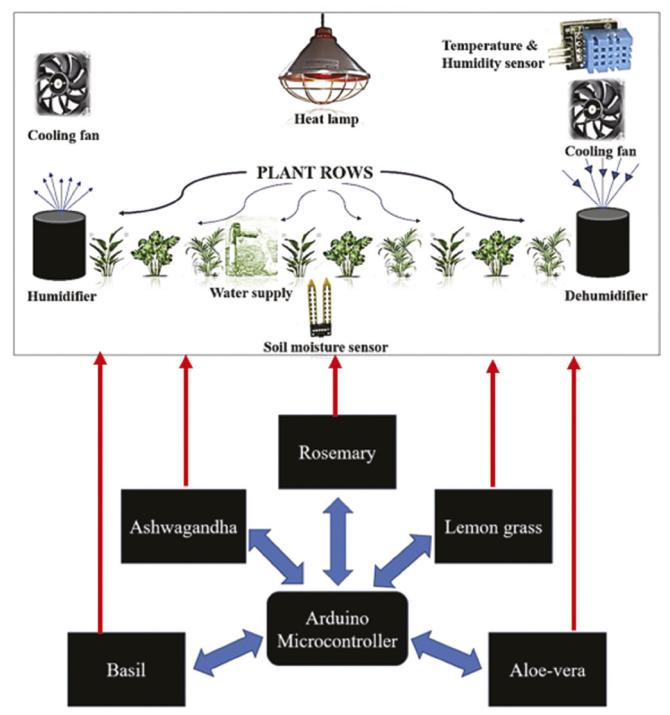 Temperature &
Humidity sensor
Cooling fan
Heat lamp
Cooling fan
PLANT ROWS
Humidifier
Water supply
Dehumidifier
Soil moisture sensor
Rosemary
Ashwagandha
Lemon grass
Arduino
Microcontroller
Basil
Aloe-vera